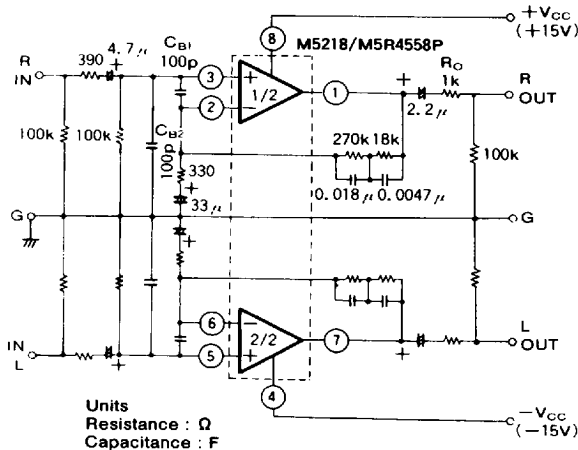 +VCC
(+15V)
8
M5218/M5R4558P
4.7μ
CB1
100p
390
R
IN
3
+
1/2
2
−
1
+
RO
1k
R
OUT
2.2μ
100k
100k
CB2
100p
270k
18k
100k
330
+
0.018μ
0.0047μ
33μ
G
G
+
6
−
2/2
5
+
7
+
L
OUT
IN
L
+
4
−VCC
(−15V)
Units
Resistance : Ω
Capacitance : F